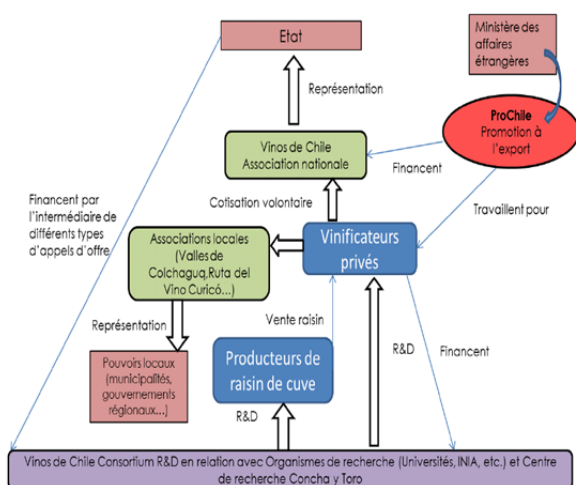 Ministère des
affaires
étrangères
Etat
Représentation
ProChile
Promotion à
l'export
Vinos de Chile
Association nationale
Financent
Financent par
l'intermédiaire de
différents types
d'appels d'offre
Cotisation volontaire
Travaillent pour
Associations locales
(Valles de
Colchagua,Ruta del
Vino Curicó...)
Vinificateurs
privés
Représentation
Vente raisin
Pouvoirs locaux
(municipalités,
gouvernements
régionaux...)
Producteurs de
raisin de cuve
R&D
Financent
R&D
Vinos de Chile Consortium R&D en relation avec Organismes de recherche (Universités, INIA, etc.) et Centre
de recherche Concha y Toro